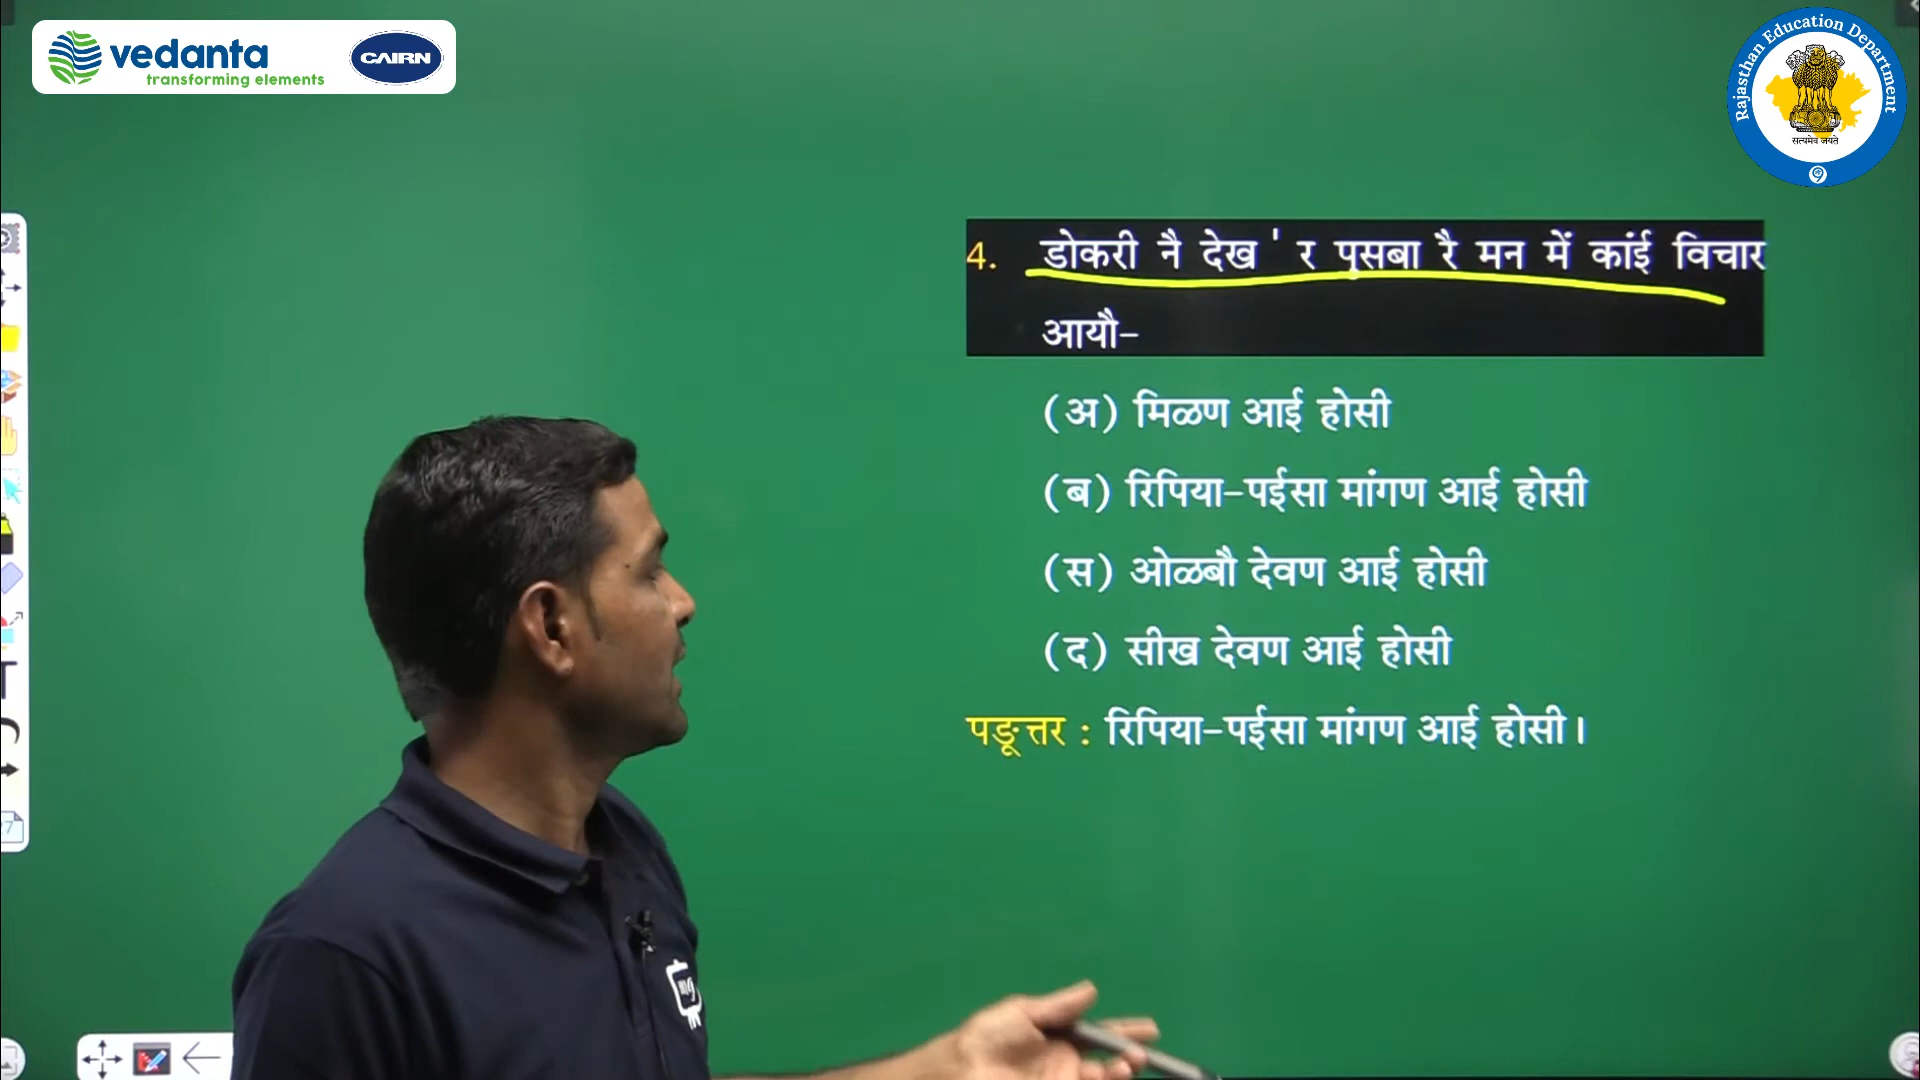 vedanta
transforming elements
CAIRN
Rajasthan Education Department
सत्यमेव जयते
4. डोकरी नै देख'र पूसबा रै मन में कांई विचार
आयौ-
(अ) मिळण आई होसी
(ब) रिपिया-पईसा मांगण आई होसी
(स) ओळबौ देवण आई होसी
(द) सीख देवण आई होसी
पङूत्तर : रिपिया-पईसा मांगण आई होसी।